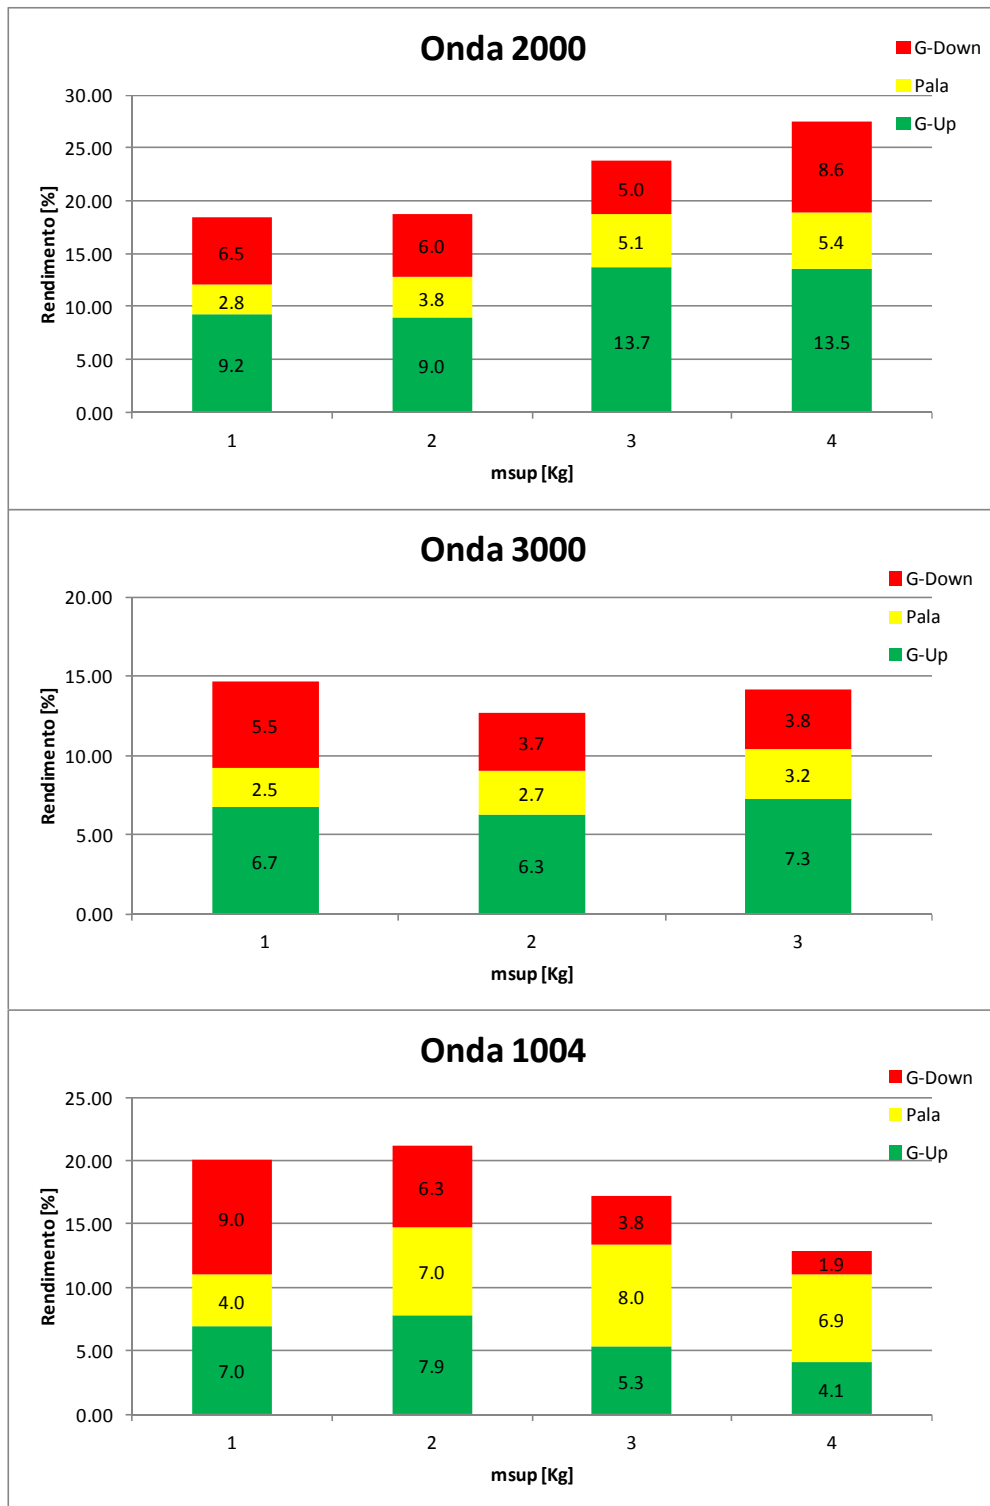 Onda 2000
G-Down
Pala
G-Up
Rendimento [%]
30.00
25.00
20.00
15.00
10.00
5.00
0.00
6.5
2.8
9.2
6.0
3.8
9.0
5.0
5.1
13.7
8.6
5.4
13.5
1 2 3 4
msup [Kg]
Onda 3000
G-Down
Pala
G-Up
Rendimento [%]
20.00
15.00
10.00
5.00
0.00
5.5
2.5
6.7
3.7
2.7
6.3
3.8
3.2
7.3
1 2 3
msup [Kg]
Onda 1004
G-Down
Pala
G-Up
Rendimento [%]
25.00
20.00
15.00
10.00
5.00
0.00
9.0
4.0
7.0
6.3
7.0
7.9
3.8
8.0
5.3
1.9
6.9
4.1
1 2 3 4
msup [Kg]